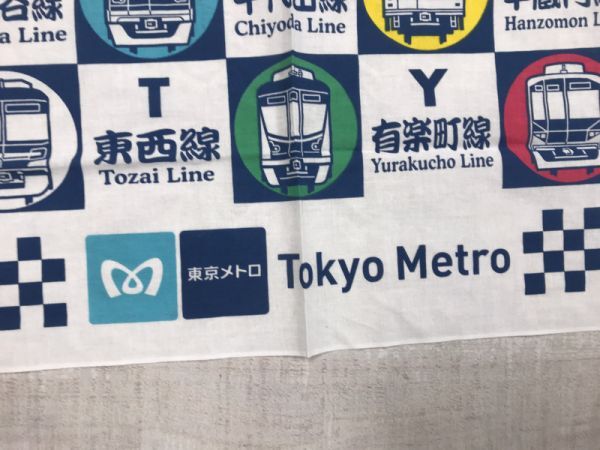 a Line
Chiyoda Line
Hanzomon L
T
東西線
Tozai Line
Y
有楽町線
Yurakucho Line
東京メトロ
Tokyo Metro